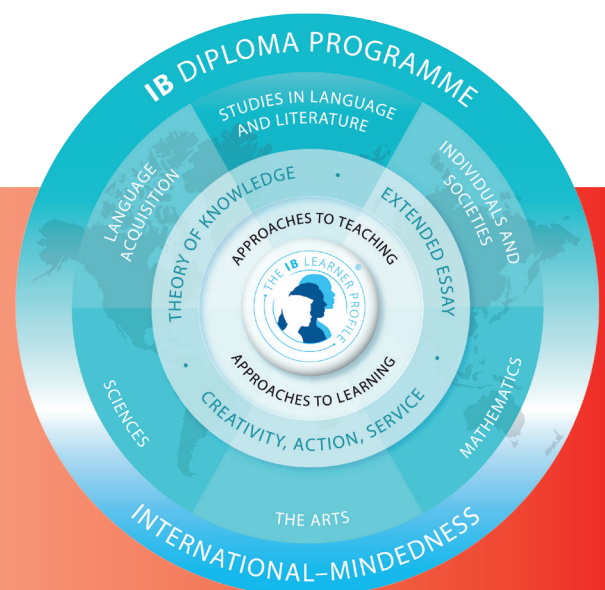 IB DIPLOMA PROGRAMME
STUDIES IN LANGUAGE
AND LITERATURE
LANGUAGE
ACQUISITION
INDIVIDUALS AND
SOCIETIES
THEORY OF KNOWLEDGE
EXTENDED ESSAY
APPROACHES TO TEACHING
THE IB LEARNER PROFILE ®
APPROACHES TO LEARNING
CREATIVITY, ACTION, SERVICE
SCIENCES
MATHEMATICS
THE ARTS
INTERNATIONAL–MINDEDNESS